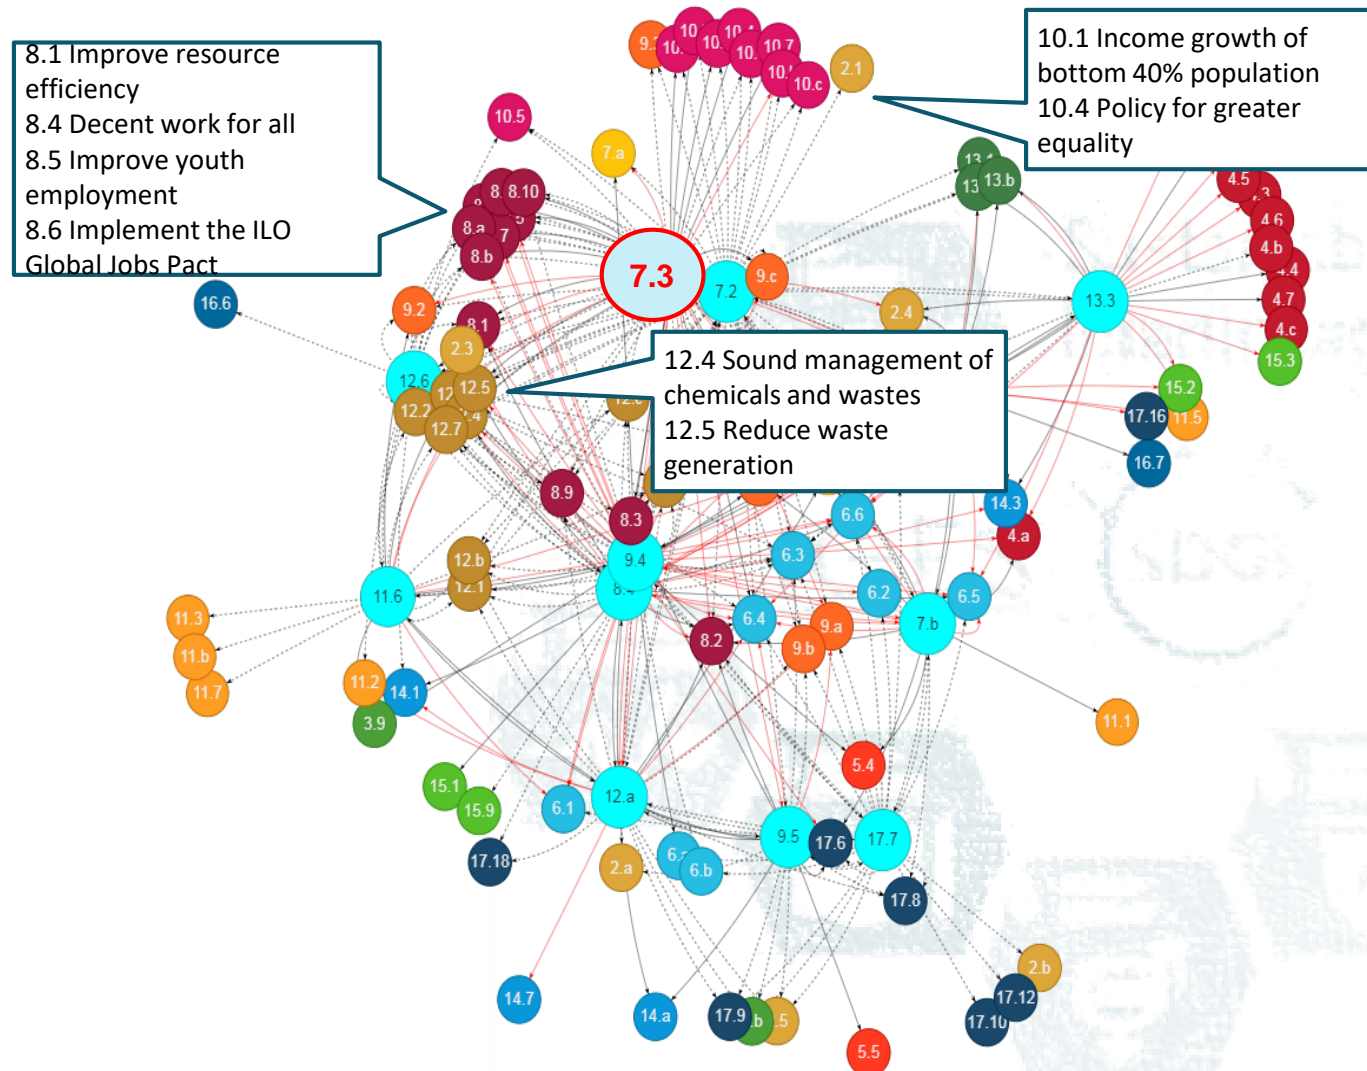 8.1 Improve resource
efficiency
8.4 Decent work for all
8.5 Improve youth
employment
8.6 Implement the ILO
Global Jobs Pact
10.1 Income growth of
bottom 40% population
10.4 Policy for greater
equality
12.4 Sound management of
chemicals and wastes
12.5 Reduce waste
generation
10.7
10.c
2.1
10.5
7.a
13.b
4.5
4.6
4.b
4.7
4.c
15.3
8.10
8.a
8.b
7.3
7.2
9.c
13.3
2.4
16.6
9.2
8.1
2.3
12.6
12.5
12.2
12.7
15.2
17.16
11.5
16.7
8.9
8.3
6.6
14.3
4.a
9.4
6.3
12.b
12.1
11.6
6.2
6.5
6.4
9.a
7.b
8.2
9.b
11.3
11.b
11.7
11.2
14.1
3.9
11.1
5.4
15.1
15.9
6.1
12.a
9.5
17.6
17.7
17.18
2.a
6.b
17.8
2.b
17.12
17.10
14.7
14.a
17.9
5.5